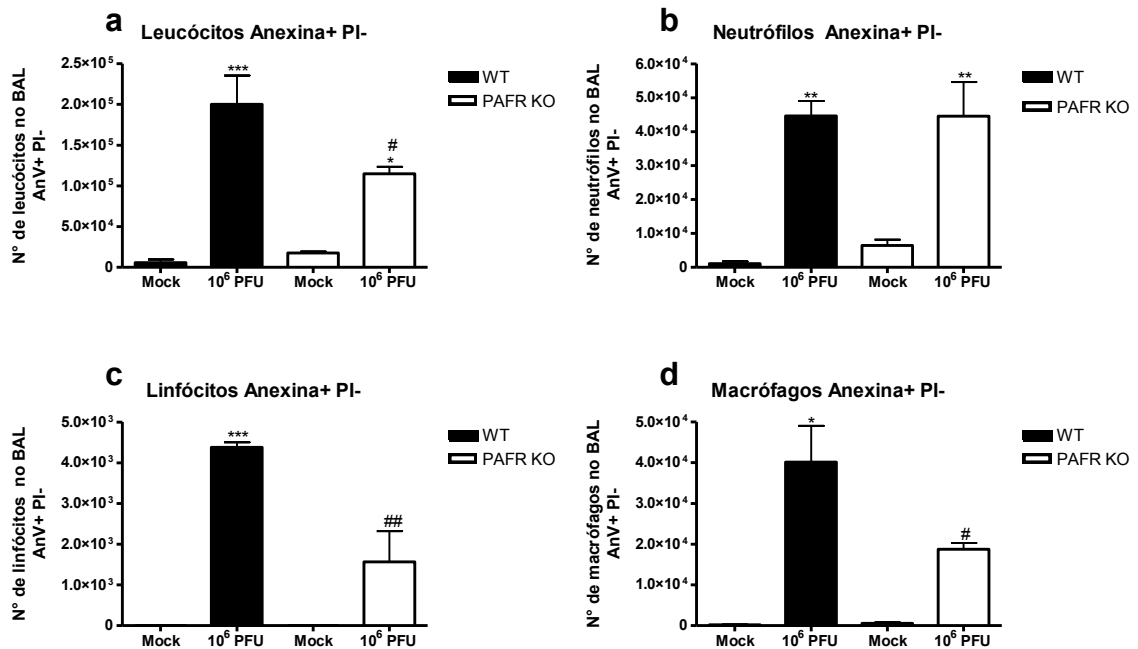 a
Leucócitos Anexina+ PI-
N° de leucócitos no BAL
AnV+ PI-
2.5×10⁵
2.0×10⁵
1.5×10⁵
1.0×10⁵
5.0×10⁴
0
***
#
*
Mock 10⁶ PFU Mock 10⁶ PFU
WT
PAFR KO
b
Neutrófilos Anexina+ PI-
N° de neutrófilos no BAL
AnV+ PI-
6.0×10⁴
5.0×10⁴
4.0×10⁴
3.0×10⁴
2.0×10⁴
1.0×10⁴
0
**
**
Mock 10⁶ PFU Mock 10⁶ PFU
WT
PAFR KO
c
Linfócitos Anexina+ PI-
N° de linfócitos no BAL
AnV+ PI-
5.0×10³
4.0×10³
3.0×10³
2.0×10³
1.0×10³
0
***
##
Mock 10⁶ PFU Mock 10⁶ PFU
WT
PAFR KO
d
Macrófagos Anexina+ PI-
N° de macrófagos no BAL
AnV+ PI-
5.0×10⁴
4.0×10⁴
3.0×10⁴
2.0×10⁴
1.0×10⁴
0
*
#
Mock 10⁶ PFU Mock 10⁶ PFU
WT
PAFR KO